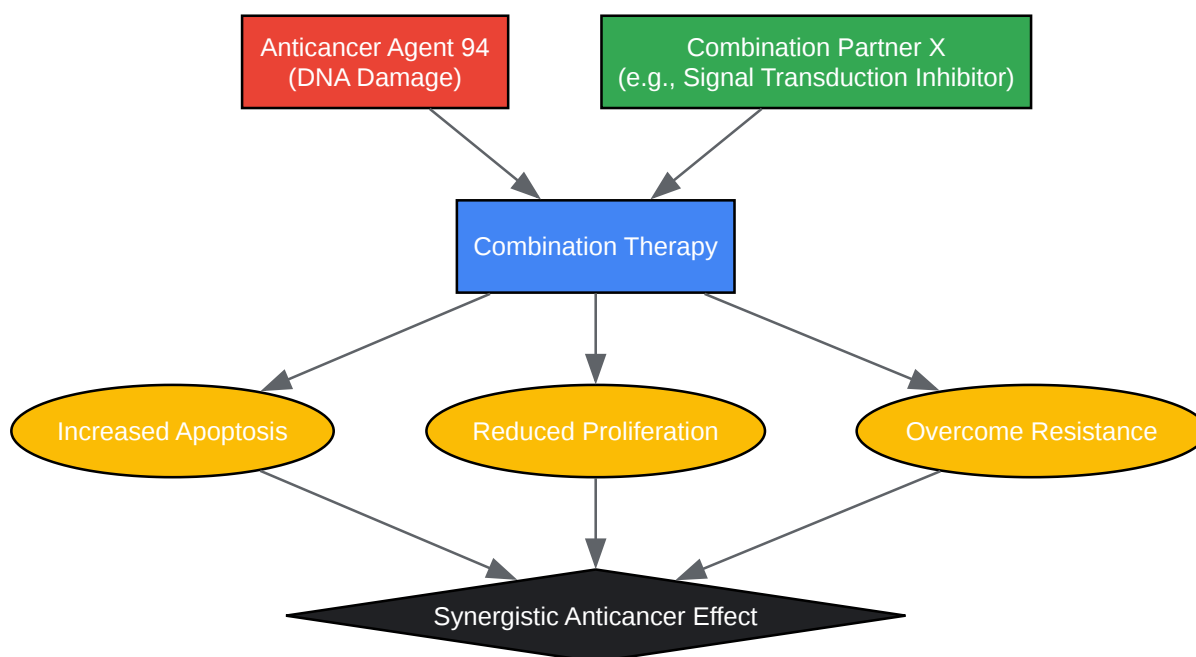 Anticancer Agent 94
(DNA Damage)
Combination Partner X
(e.g., Signal Transduction Inhibitor)
Combination Therapy
Increased Apoptosis
Reduced Proliferation
Overcome Resistance
Synergistic Anticancer Effect